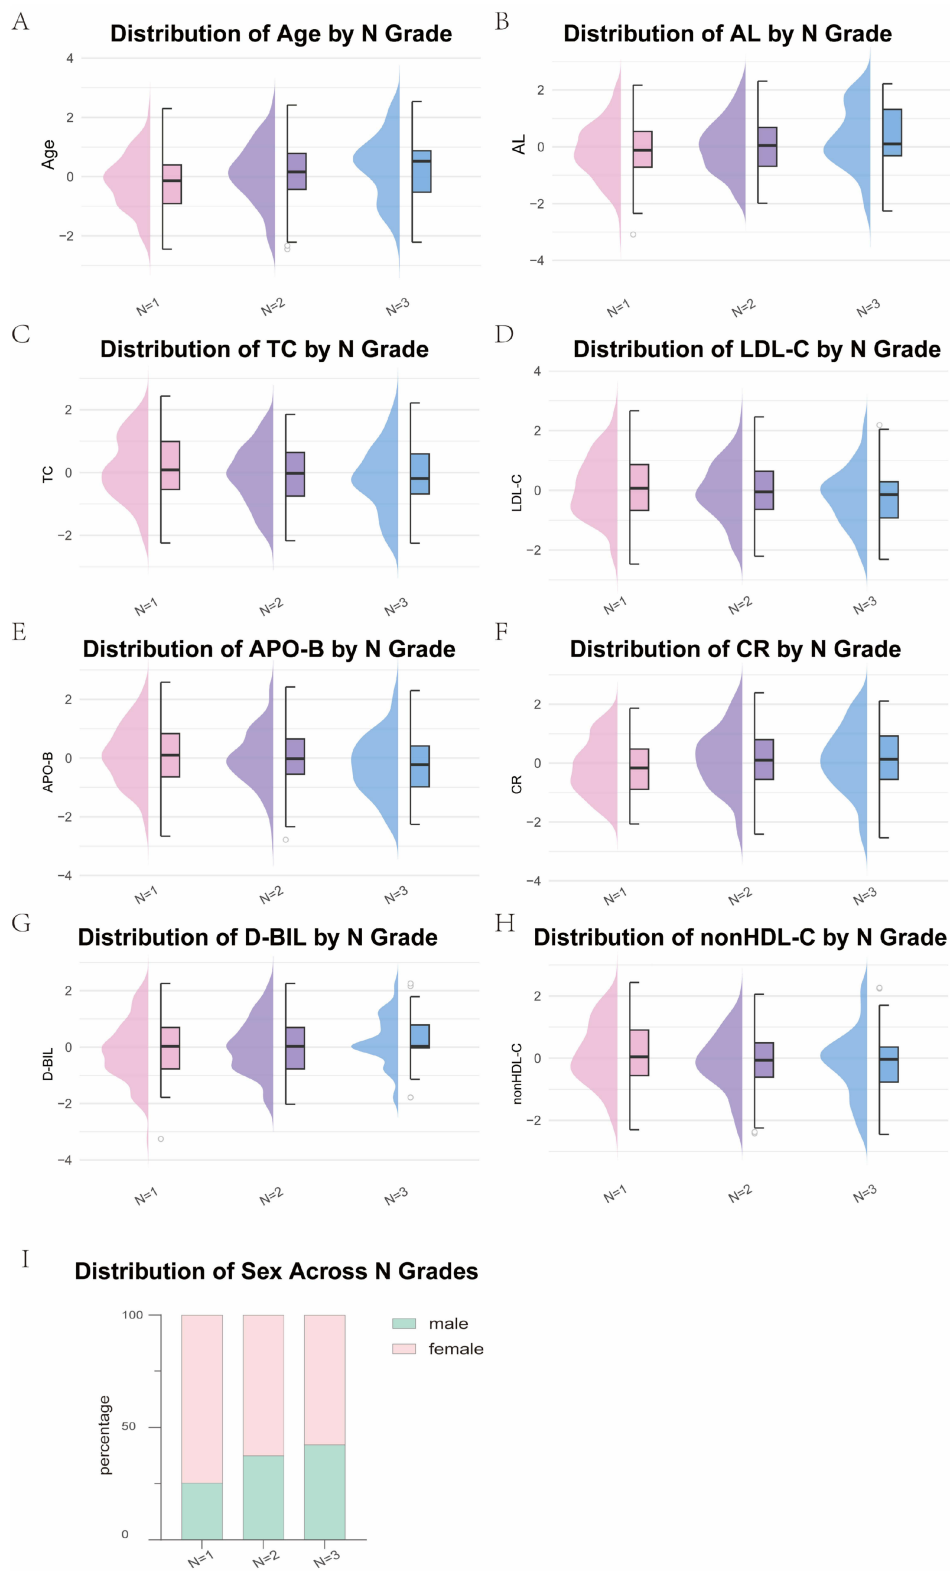 A
Distribution of Age by N Grade
4
2
0
−2
Age
N=1
N=2
N=3
B
Distribution of AL by N Grade
2
0
−2
−4
AL
N=1
N=2
N=3
C
Distribution of TC by N Grade
2
0
−2
TC
N=1
N=2
N=3
D
Distribution of LDL-C by N Grade
4
2
0
−2
LDL-C
N=1
N=2
N=3
E
Distribution of APO-B by N Grade
2
0
−2
−4
APO-B
N=1
N=2
N=3
F
Distribution of CR by N Grade
2
0
−2
−4
CR
N=1
N=2
N=3
G
Distribution of D-BIL by N Grade
2
0
−2
−4
D-BIL
N=1
N=2
N=3
H
Distribution of nonHDL-C by N Grade
2
0
−2
nonHDL-C
N=1
N=2
N=3
I
Distribution of Sex Across N Grades
100
50
0
percentage
male
female
N=1
N=2
N=3